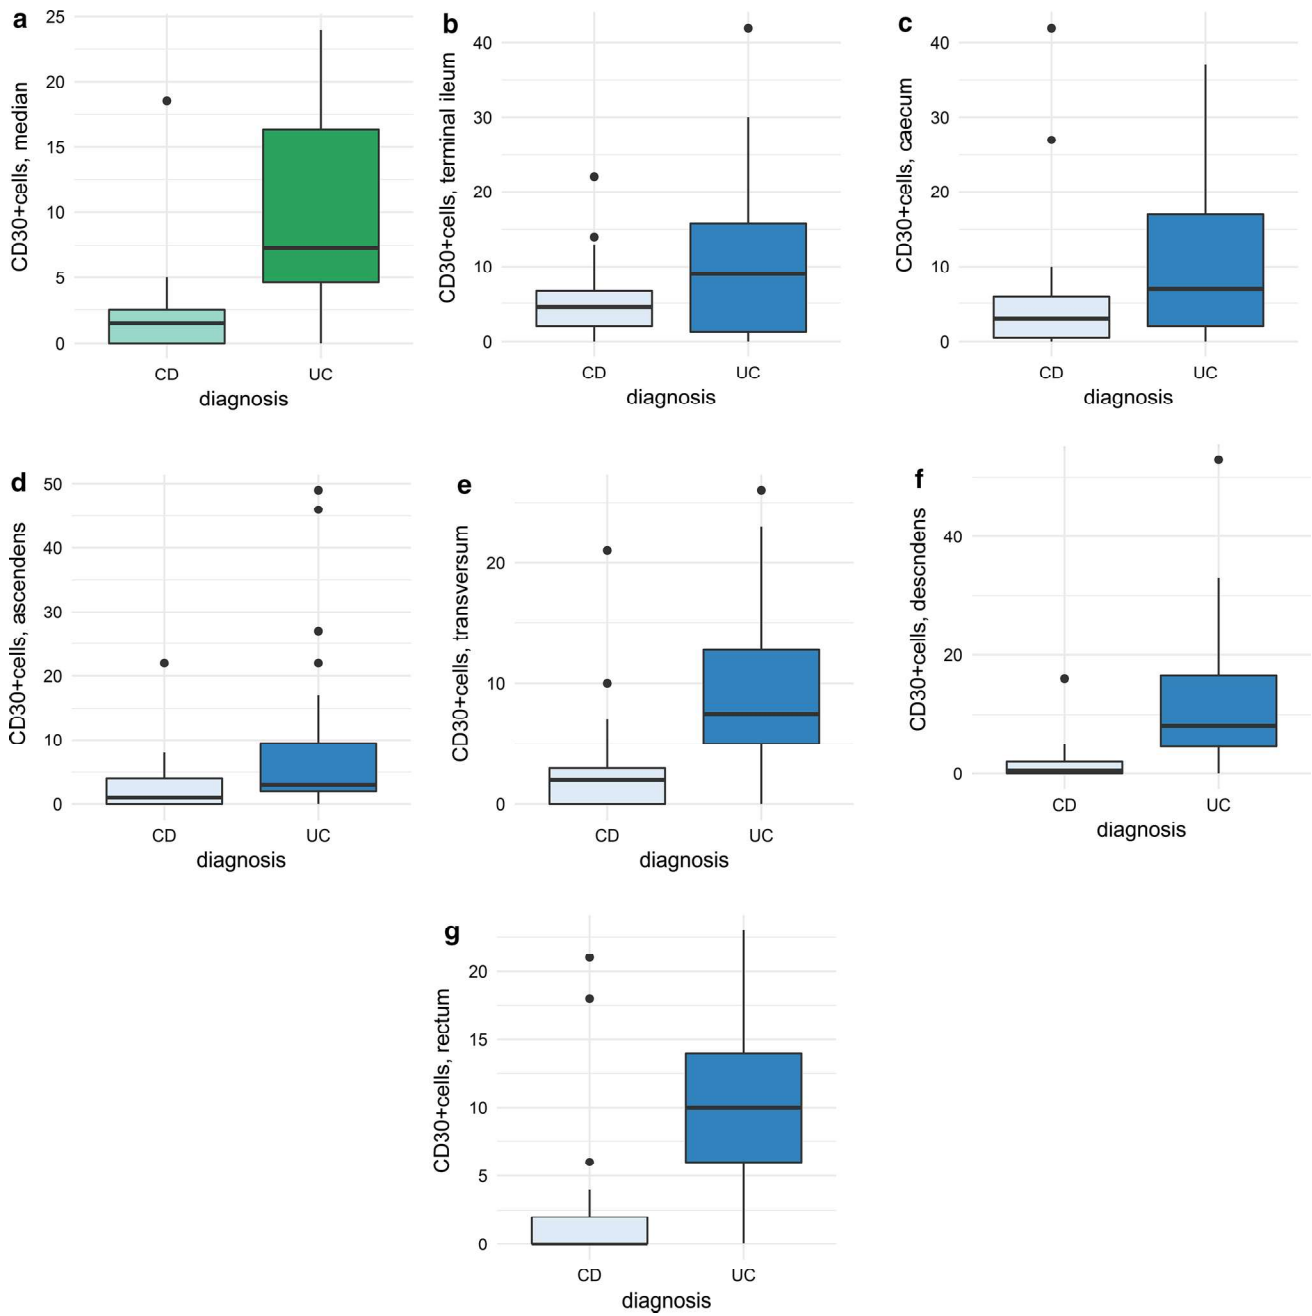 a
CD30+cells, median
25
20
15
10
5
0
CD
UC
diagnosis
b
CD30+cells, terminal ileum
40
30
20
10
0
CD
UC
diagnosis
c
CD30+cells, caecum
40
30
20
10
0
CD
UC
diagnosis
d
CD30+cells, ascendens
50
40
30
20
10
0
CD
UC
diagnosis
e
CD30+cells, transversum
20
10
0
CD
UC
diagnosis
f
CD30+cells, descndens
40
20
0
CD
UC
diagnosis
g
CD30+cells, rectum
20
15
10
5
0
CD
UC
diagnosis